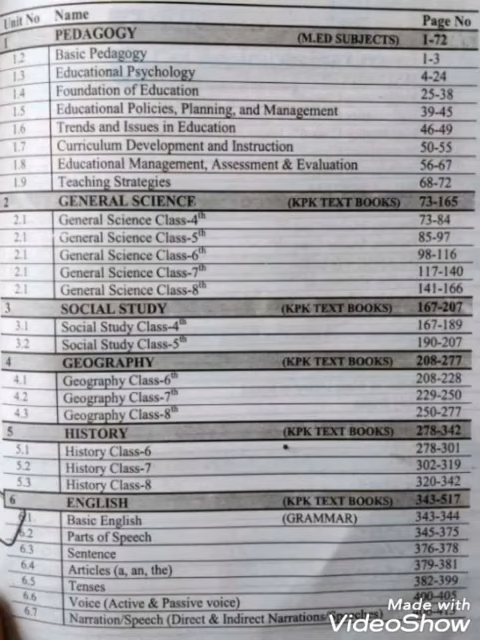 Unit No Name Page No
1 PEDAGOGY (M.ED SUBJECTS) 1-72
1.2 Basic Pedagogy 1-3
1.3 Educational Psychology 4-24
1.4 Foundation of Education 25-38
1.5 Educational Policies, Planning, and Management 39-45
1.6 Trends and Issues in Education 46-49
1.7 Curriculum Development and Instruction 50-55
1.8 Educational Management, Assessment & Evaluation 56-67
1.9 Teaching Strategies 68-72
2 GENERAL SCIENCE (KPK TEXT BOOKS) 73-165
2.1 General Science Class-4th 73-84
2.1 General Science Class-5th 85-97
2.1 General Science Class-6th 98-116
2.1 General Science Class-7th 117-140
2.1 General Science Class-8th 141-166
3 SOCIAL STUDY (KPK TEXT BOOKS) 167-207
3.1 Social Study Class-4th 167-189
3.2 Social Study Class-5th 190-207
4 GEOGRAPHY (KPK TEXT BOOKS) 208-277
4.1 Geography Class-6th 208-228
4.2 Geography Class-7th 229-250
4.3 Geography Class-8th 250-277
5 HISTORY (KPK TEXT BOOKS) 278-342
5.1 History Class-6 278-301
5.2 History Class-7 302-319
5.3 History Class-8 320-342
6 ENGLISH (KPK TEXT BOOKS) 343-517
6.1 Basic English (GRAMMAR) 343-344
6.2 Parts of Speech 345-375
6.3 Sentence 376-378
6.4 Articles (a, an, the) 379-381
6.5 Tenses 382-399
6.6 Voice (Active & Passive voice) 400-405
6.7 Narration/Speech (Direct & Indirect Narrations/Speeches)
Made with
VideoShow